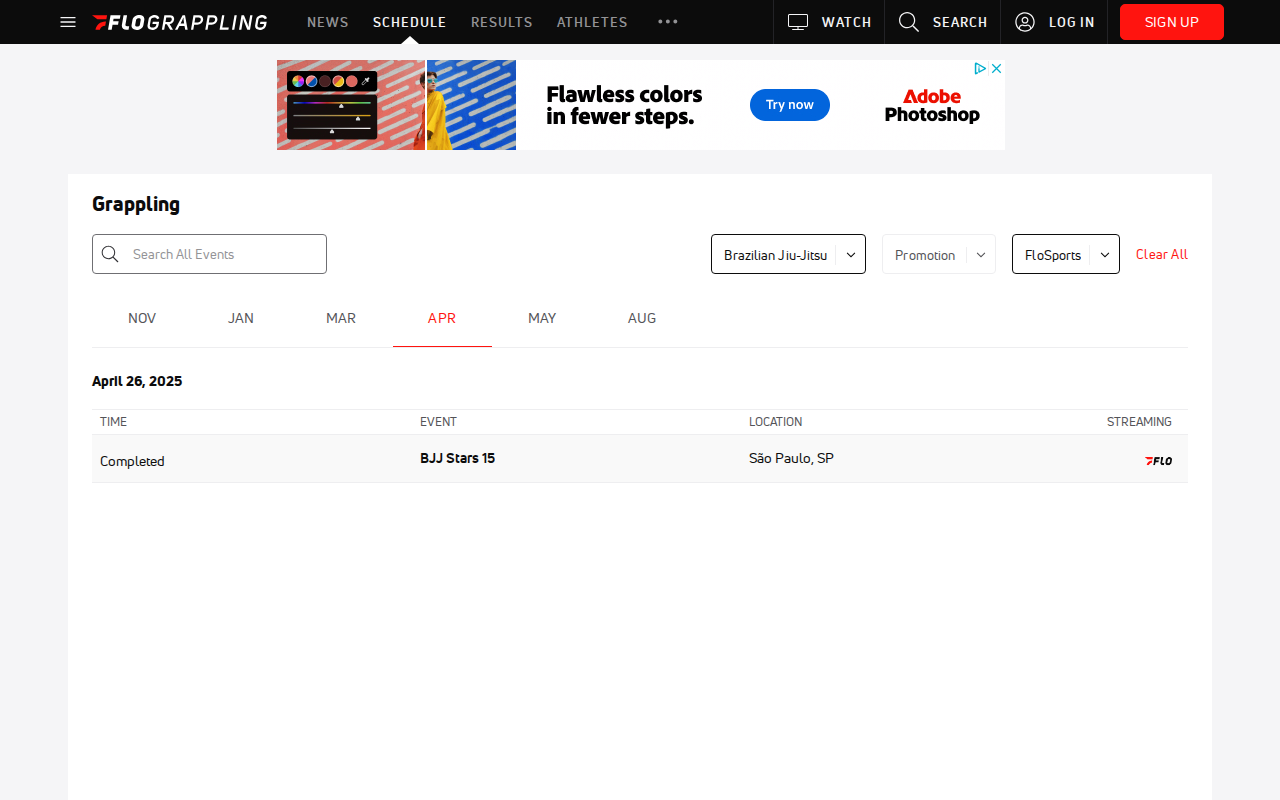 FLOGRAPPLING
NEWS
SCHEDULE
RESULTS
ATHLETES
WATCH
SEARCH
LOG IN
SIGN UP
Flawless colors
in fewer steps.
Try now
Adobe
Photoshop
Grappling
Search All Events
Brazilian Jiu-Jitsu
Promotion
FloSports
Clear All
NOV
JAN
MAR
APR
MAY
AUG
April 26, 2025
TIME
EVENT
LOCATION
STREAMING
Completed
BJJ Stars 15
São Paulo, SP
FLO